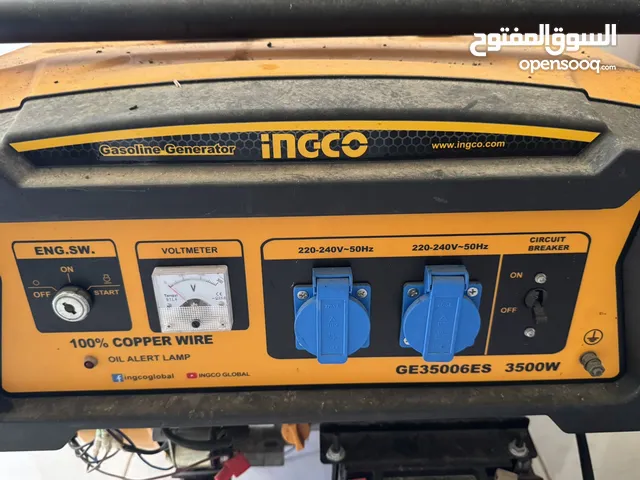 السوق المفتوح
opensooq.com
Gasoline Generator
INGCO
www.ingco.com
ENG.SW.
ON
OFF
START
VOLTMETER
V
220-240V~50Hz
220-240V~50Hz
CIRCUIT
BREAKER
ON
OFF
100% COPPER WIRE
OIL ALERT LAMP
ingcoglobal
INGCO GLOBAL
GE35006ES 3500W